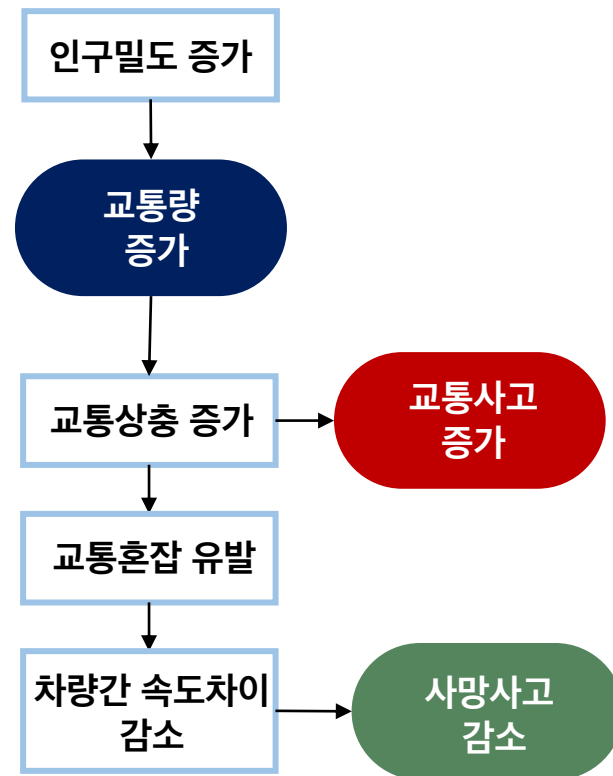 인구밀도 증가
교통량
증가
교통상충 증가
교통사고
증가
교통혼잡 유발
차량간 속도차이
감소
사망사고
감소